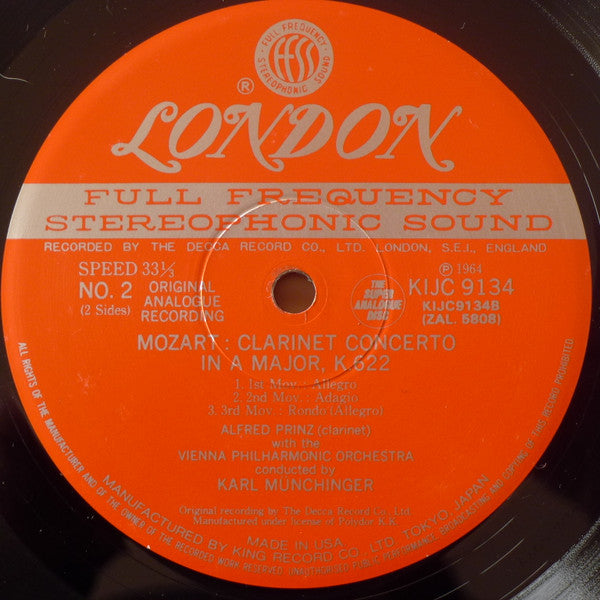 FULL FREQUENCY
ffss
STEREOPHONIC SOUND
®
LONDON
FULL FREQUENCY
STEREOPHONIC SOUND
RECORDED BY THE DECCA RECORD CO., LTD. LONDON, S.E.I., ENGLAND
SPEED 33⅓
NO. 2
(2 Sides)
ORIGINAL
ANALOGUE
RECORDING
THE
SUPER
ANALOGUE
DISC
Ⓟ 1964
KIJC 9134
KIJC9134B
(ZAL. 5808)
MOZART : CLARINET CONCERTO
IN A MAJOR, K.622
1. 1st Mov. : Allegro
2. 2nd Mov. : Adagio
3. 3rd Mov. : Rondo (Allegro)
ALFRED PRINZ (clarinet)
with the
VIENNA PHILHARMONIC ORCHESTRA
conducted by
KARL MUNCHINGER
Original recording by The Decca Record Co., Ltd.
Manufactured under license of Polydor K.K.
MADE IN U.S.A.
MANUFACTURED BY KING RECORD CO., LTD. TOKYO, JAPAN
ALL RIGHTS OF THE MANUFACTURER AND OF THE OWNER OF THE RECORDED WORK RESERVED. UNAUTHORISED PUBLIC PERFORMANCE, BROADCASTING AND COPYING OF THIS RECORD PROHIBITED.